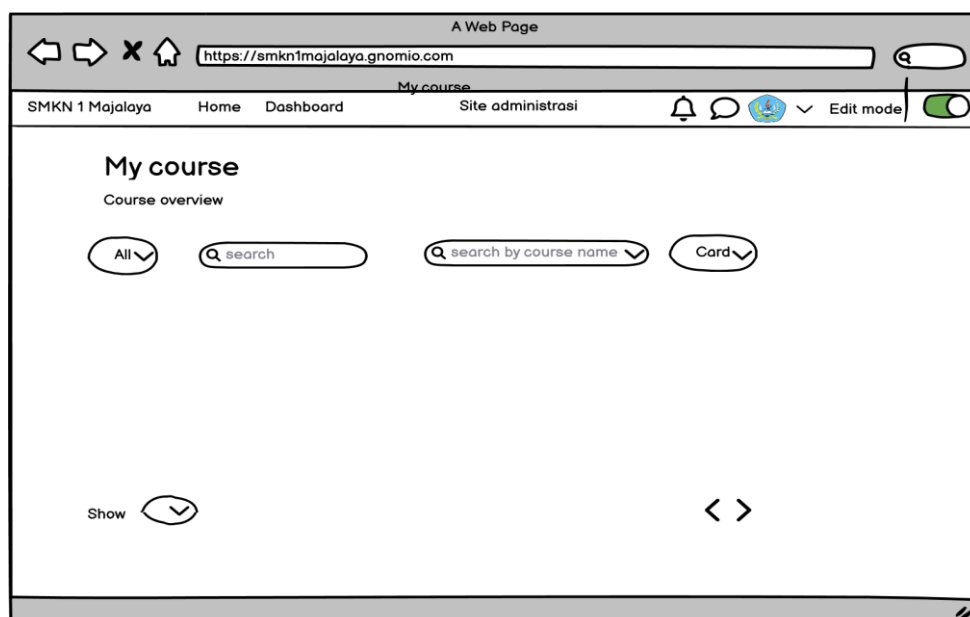 A Web Page
https://smkn1majalaya.gnomio.com
My course
SMKN 1 Majalaya Home Dashboard Site administrasi Edit mode
My course
Course overview
All search search by course name Card
Show